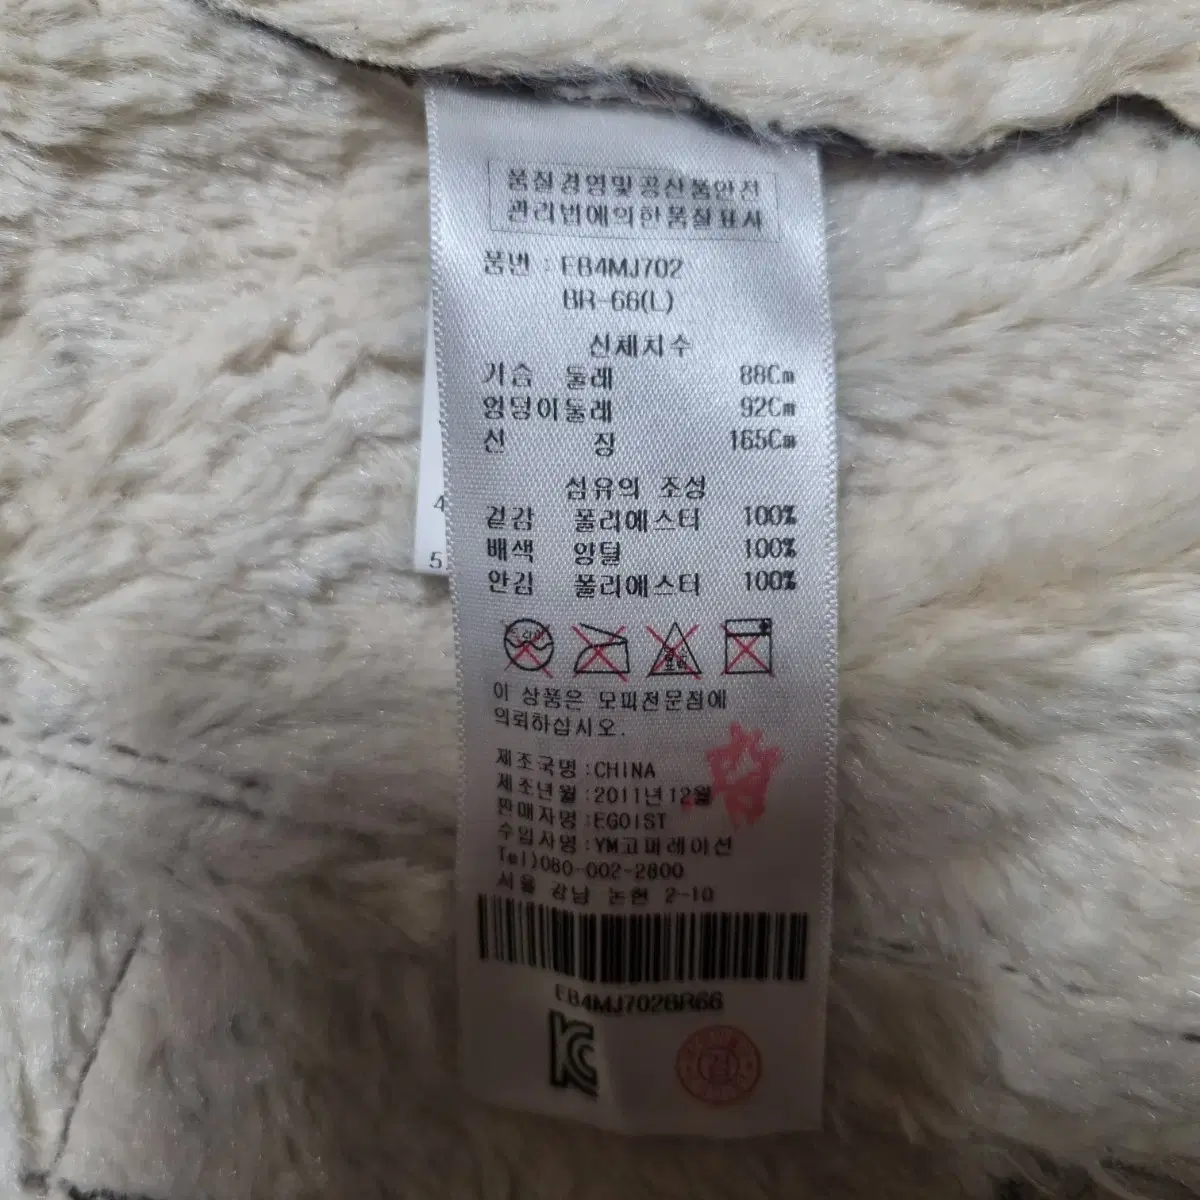 품질경영및공산품안전
관리법에의한품질표시
품번 : EB4MJ702
BR-66(L)
신체치수
가슴 둘레 88Cm
엉덩이둘레 92Cm
신 장 165Cm
섬유의 조성
겉감 폴리에스터 100%
배색 양털 100%
안감 폴리에스터 100%
이 상품은 모피전문점에
의뢰하십시오.
제조국명 : CHINA
제조년월 : 2011년 12월
판매자명 : EGOIST
수입자명 : YM코퍼레이션
Tel)080-002-2800
서울 강남 논현 2-10
EB4MJ702BR66
4
5